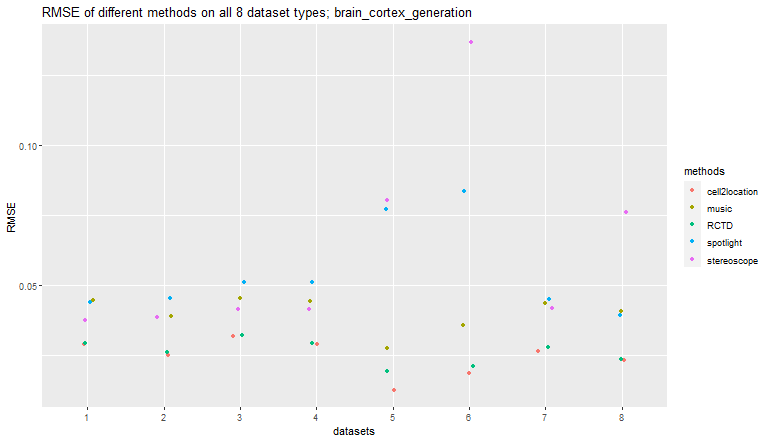 RMSE of different methods on all 8 dataset types; brain_cortex_generation
0.10
0.05
RMSE
1 2 3 4 5 6 7 8
datasets
methods
cell2location
music
RCTD
spotlight
stereoscope